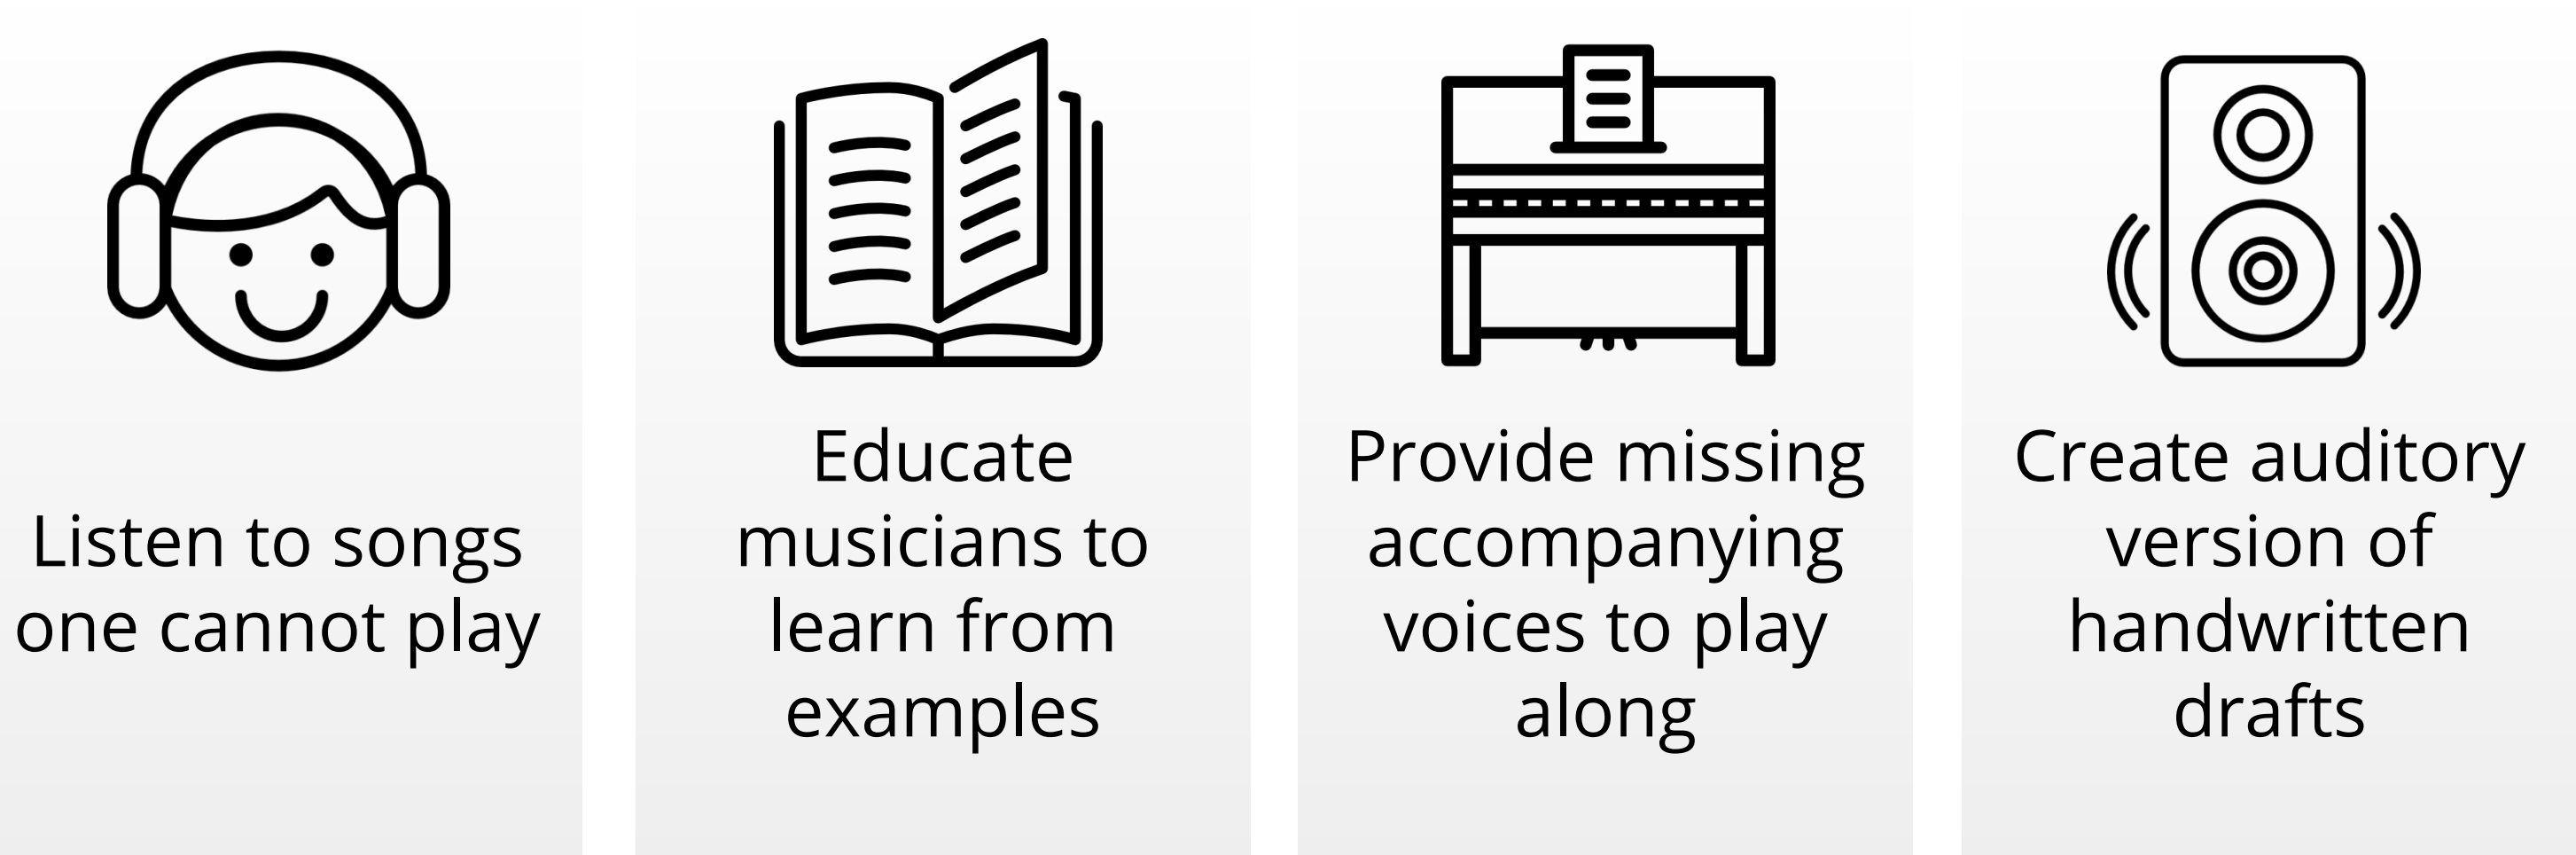 Listen to songs
one cannot play
Educate
musicians to
learn from
examples
Provide missing
accompanying
voices to play
along
Create auditory
version of
handwritten
drafts